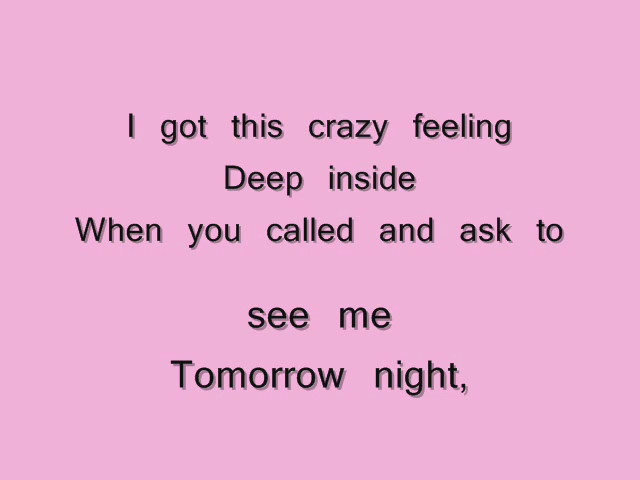 I got this crazy feeling
Deep inside
When you called and ask to
see me
Tomorrow night,